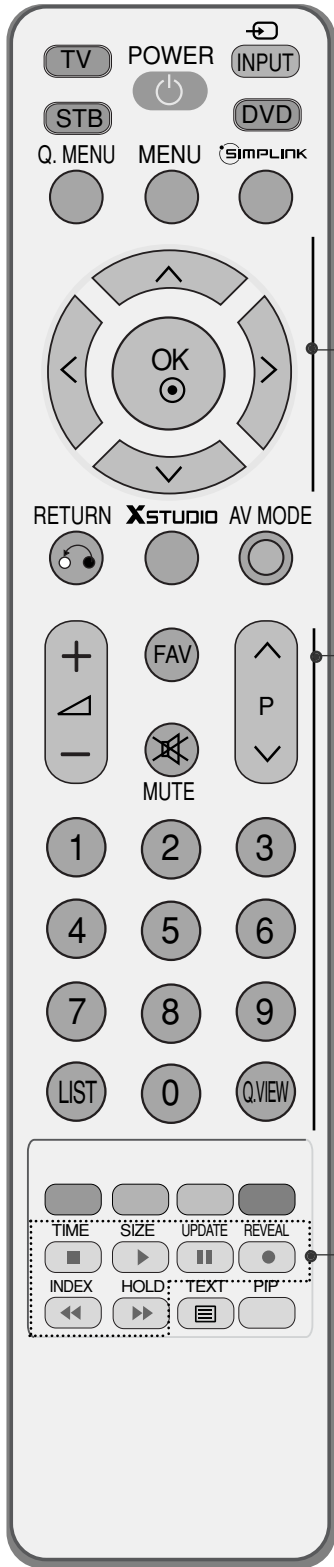 TV POWER INPUT
STB DVD
Q. MENU MENU SIMPLINK
OK
RETURN XSTUDIO AV MODE
FAV
P
MUTE
1 2 3
4 5 6
7 8 9
LIST 0 Q.VIEW
TIME SIZE UPDATE REVEAL
INDEX HOLD TEXT PIP